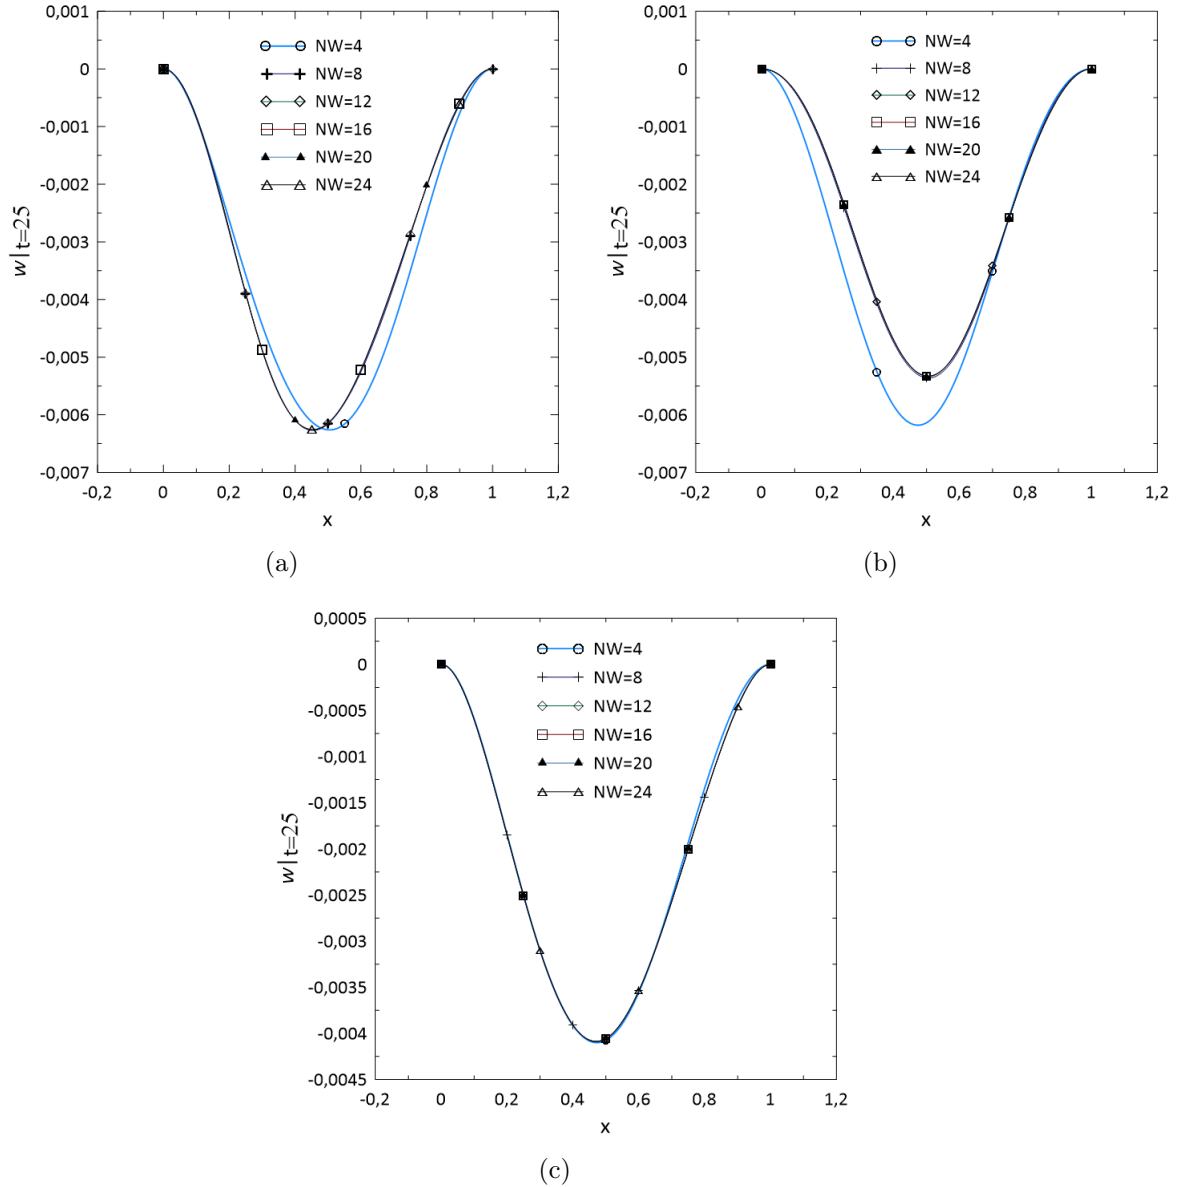 0,001
0
-0,001
-0,002
-0,003
-0,004
-0,005
-0,006
-0,007
-0,2 0 0,2 0,4 0,6 0,8 1 1,2
w|t=25
x
NW=4
NW=8
NW=12
NW=16
NW=20
NW=24
(a)
0,001
0
-0,001
-0,002
-0,003
-0,004
-0,005
-0,006
-0,007
-0,2 0 0,2 0,4 0,6 0,8 1 1,2
w|t=25
x
NW=4
NW=8
NW=12
NW=16
NW=20
NW=24
(b)
0,0005
0
-0,0005
-0,001
-0,0015
-0,002
-0,0025
-0,003
-0,0035
-0,004
-0,0045
-0,2 0 0,2 0,4 0,6 0,8 1 1,2
w|t=25
x
NW=4
NW=8
NW=12
NW=16
NW=20
NW=24
(c)